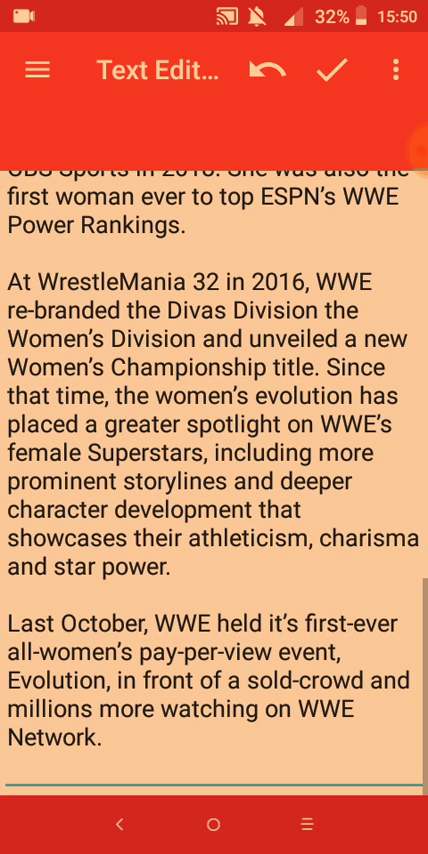 32% 15:50
Text Edit...
first woman ever to top ESPN’s WWE
Power Rankings.
At WrestleMania 32 in 2016, WWE
re-branded the Divas Division the
Women’s Division and unveiled a new
Women’s Championship title. Since
that time, the women’s evolution has
placed a greater spotlight on WWE’s
female Superstars, including more
prominent storylines and deeper
character development that
showcases their athleticism, charisma
and star power.
Last October, WWE held it’s first-ever
all-women’s pay-per-view event,
Evolution, in front of a sold-crowd and
millions more watching on WWE
Network.